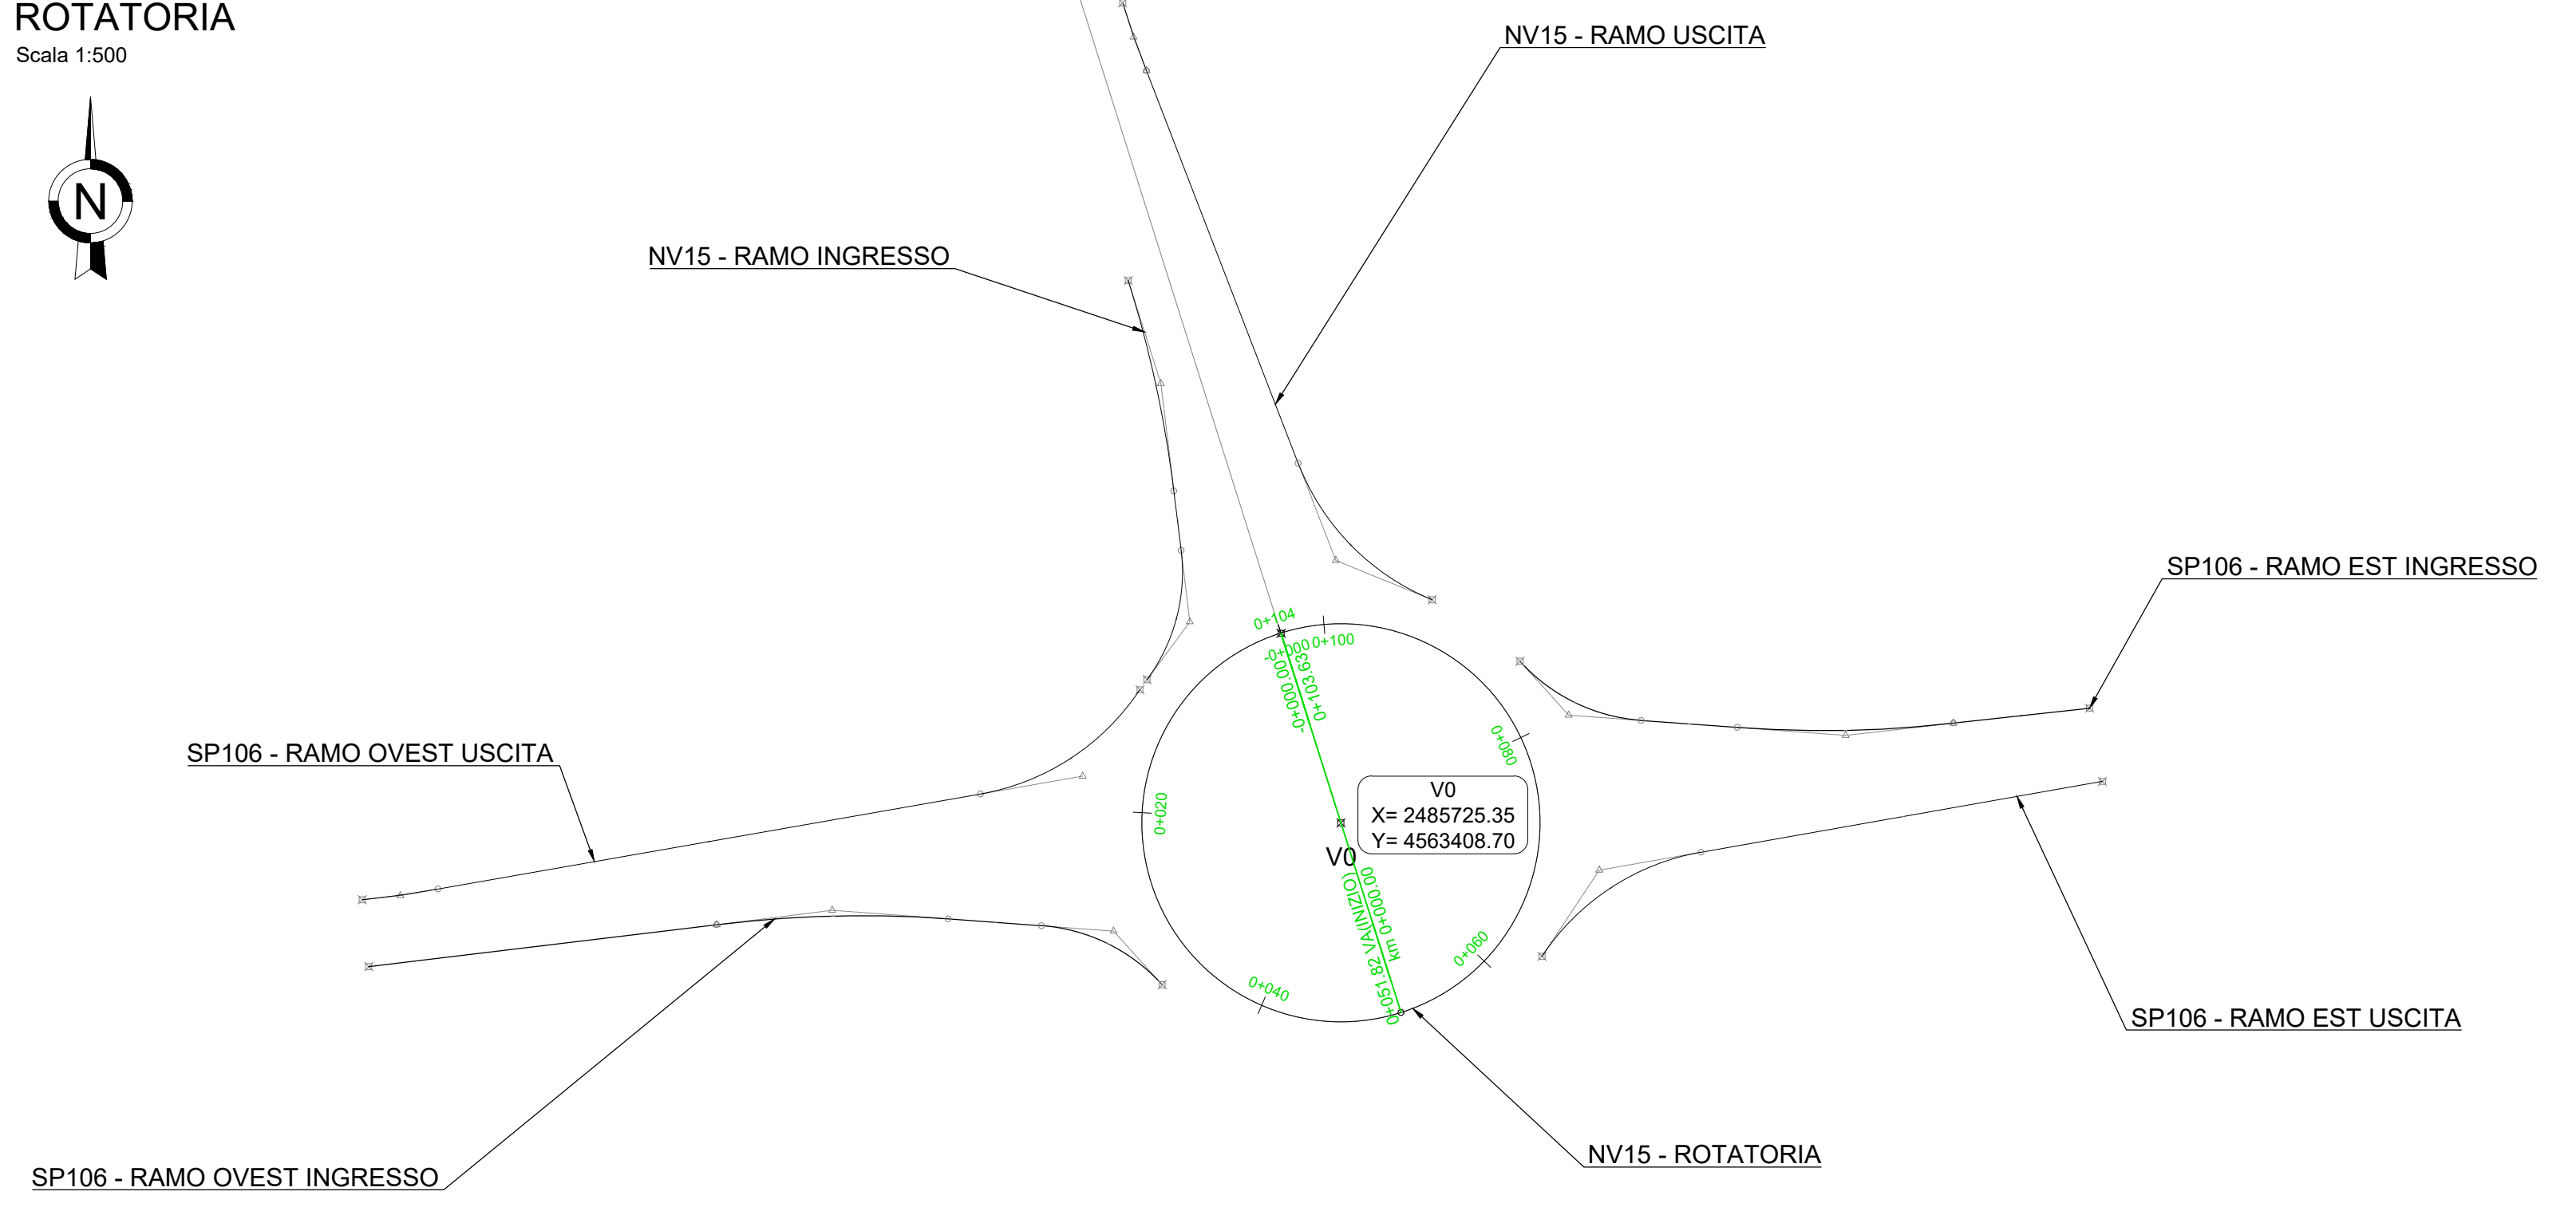 ROTATORIA
Scala 1:500
N
NV15 - RAMO USCITA
NV15 - RAMO INGRESSO
SP106 - RAMO EST INGRESSO
0+104
-0+000
0+100
-0+000.00
0+103.63
0+080
SP106 - RAMO OVEST USCITA
0+020
V0
X= 2485725.35
Y= 4563408.70
V0
0+051.82 VA(INIZIO)
km 0+000.00
0+060
0+040
SP106 - RAMO EST USCITA
NV15 - ROTATORIA
SP106 - RAMO OVEST INGRESSO